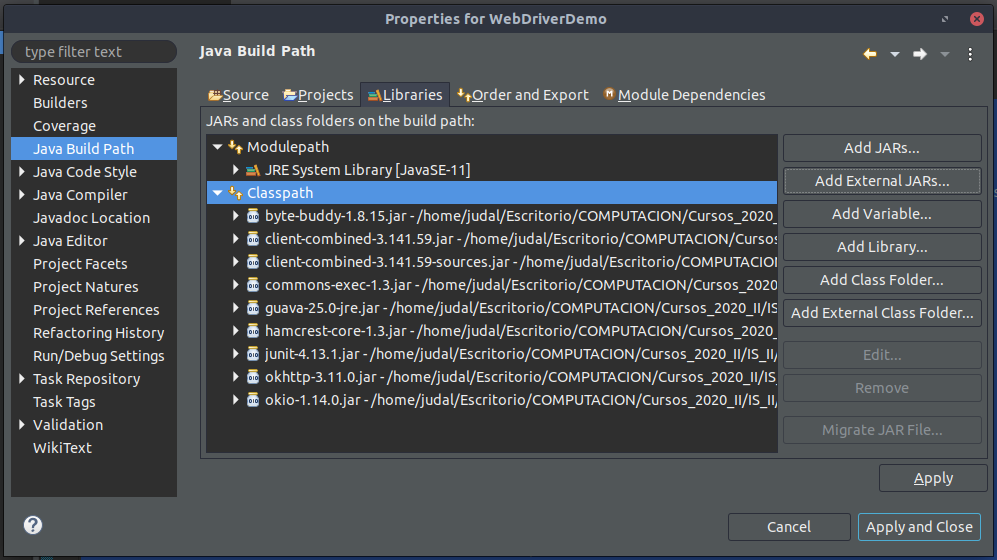 Properties for WebDriverDemo
type filter text
Resource
Builders
Coverage
Java Build Path
Java Code Style
Java Compiler
Javadoc Location
Java Editor
Project Facets
Project Natures
Project References
Refactoring History
Run/Debug Settings
Task Repository
Task Tags
Validation
WikiText
Java Build Path
Source Projects Libraries Order and Export Module Dependencies
JARs and class folders on the build path:
Modulepath
JRE System Library [JavaSE-11]
Classpath
byte-buddy-1.8.15.jar - /home/judal/Escritorio/COMPUTACION/Cursos_2020_
client-combined-3.141.59.jar - /home/judal/Escritorio/COMPUTACION/Cursos
client-combined-3.141.59-sources.jar - /home/judal/Escritorio/COMPUTACION
commons-exec-1.3.jar - /home/judal/Escritorio/COMPUTACION/Cursos_2020
guava-25.0-jre.jar - /home/judal/Escritorio/COMPUTACION/Cursos_2020_II/IS
hamcrest-core-1.3.jar - /home/judal/Escritorio/COMPUTACION/Cursos_2020_
junit-4.13.1.jar - /home/judal/Escritorio/COMPUTACION/Cursos_2020_II/IS_II/
okhttp-3.11.0.jar - /home/judal/Escritorio/COMPUTACION/Cursos_2020_II/IS_
okio-1.14.0.jar - /home/judal/Escritorio/COMPUTACION/Cursos_2020_II/IS_II/
Add JARs...
Add External JARs...
Add Variable...
Add Library...
Add Class Folder...
Add External Class Folder...
Edit...
Remove
Migrate JAR File...
Apply
Cancel
Apply and Close